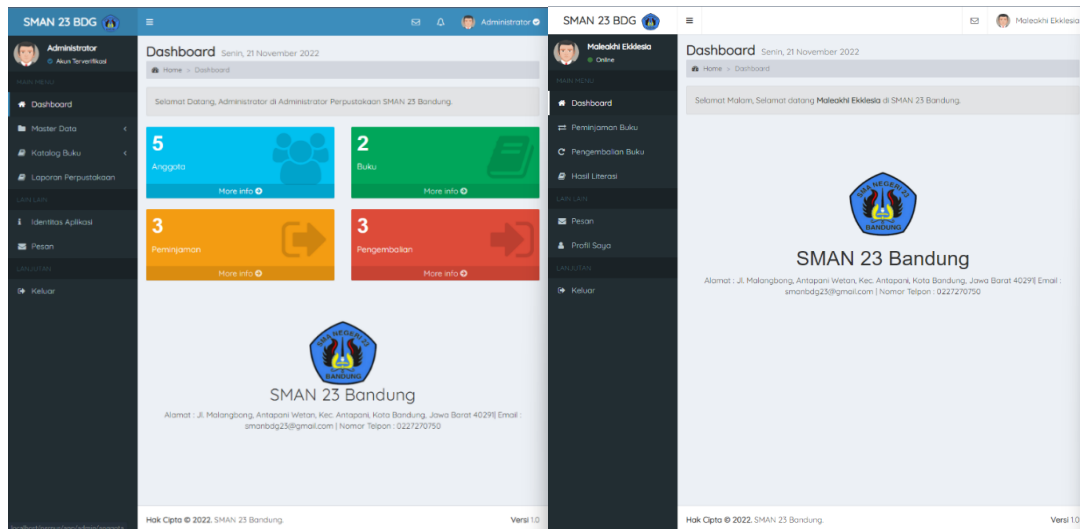 SMAN 23 BDG
Administrator
Administrator
Akun Terverifikasi
MAIN MENU
Dashboard
Master Data
Katalog Buku
Laporan Perpustakaan
LAIN LAIN
Identitas Aplikasi
Pesan
LANJUTAN
Keluar
Dashboard Senin, 21 November 2022
Home > Dashboard
Selamat Datang, Administrator di Administrator Perpustakaan SMAN 23 Bandung.
5
Anggota
More info
2
Buku
More info
3
Peminjaman
More info
3
Pengembalian
More info
SMA NEGERI 23
BANDUNG
SMAN 23 Bandung
Alamat : Jl. Malangbong, Antapani Wetan, Kec. Antapani, Kota Bandung, Jawa Barat 40291| Email :
smanbdg23@gmail.com | Nomor Telpon : 0227270750
Hak Cipta © 2022. SMAN 23 Bandung.
Versi 1.0
SMAN 23 BDG
Maleakhi Ekklesia
Maleakhi Ekklesia
Online
MAIN MENU
Dashboard
Peminjaman Buku
Pengembalian Buku
Hasil Literasi
LAIN LAIN
Pesan
Profil Saya
LANJUTAN
Keluar
Dashboard Senin, 21 November 2022
Home > Dashboard
Selamat Malam, Selamat datang Maleakhi Ekklesia di SMAN 23 Bandung.
SMA NEGERI 23
BANDUNG
SMAN 23 Bandung
Alamat : Jl. Malangbong, Antapani Wetan, Kec. Antapani, Kota Bandung, Jawa Barat 40291| Email :
smanbdg23@gmail.com | Nomor Telpon : 0227270750
Hak Cipta © 2022. SMAN 23 Bandung.
Versi 1.0